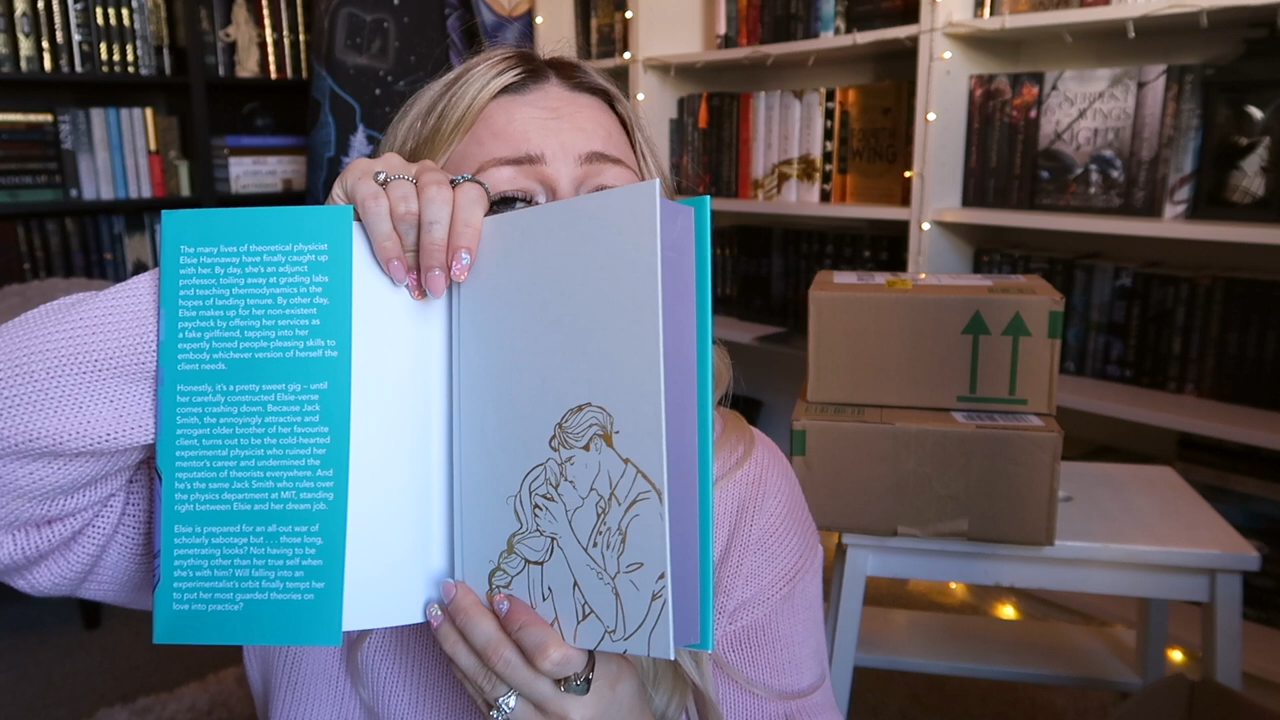 The many lives of theoretical physicist
Elsie Hannaway have finally caught up
with her. By day, she's an adjunct
professor, toiling away at grading labs
and teaching thermodynamics in the
hopes of landing tenure. By other day,
Elsie makes up for her non-existent
paycheck by offering her services as
a fake girlfriend, tapping into her
expertly honed people-pleasing skills to
embody whichever version of herself the
client needs.
Honestly, it's a pretty sweet gig – until
her carefully constructed Elsie-verse
comes crashing down. Because Jack
Smith, the annoyingly attractive and
arrogant older brother of her favourite
client, turns out to be the cold-hearted
experimental physicist who ruined her
mentor's career and undermined the
reputation of theorists everywhere. And
he's the same Jack Smith who rules over
the physics department at MIT, standing
right between Elsie and her dream job.
Elsie is prepared for an all-out war of
scholarly sabotage but . . . those long,
penetrating looks? Not having to be
anything other than her true self when
she's with him? Will falling into an
experimentalist's orbit finally tempt her
to put her most guarded theories on
love into practice?
WING
WINGS
NIGHT